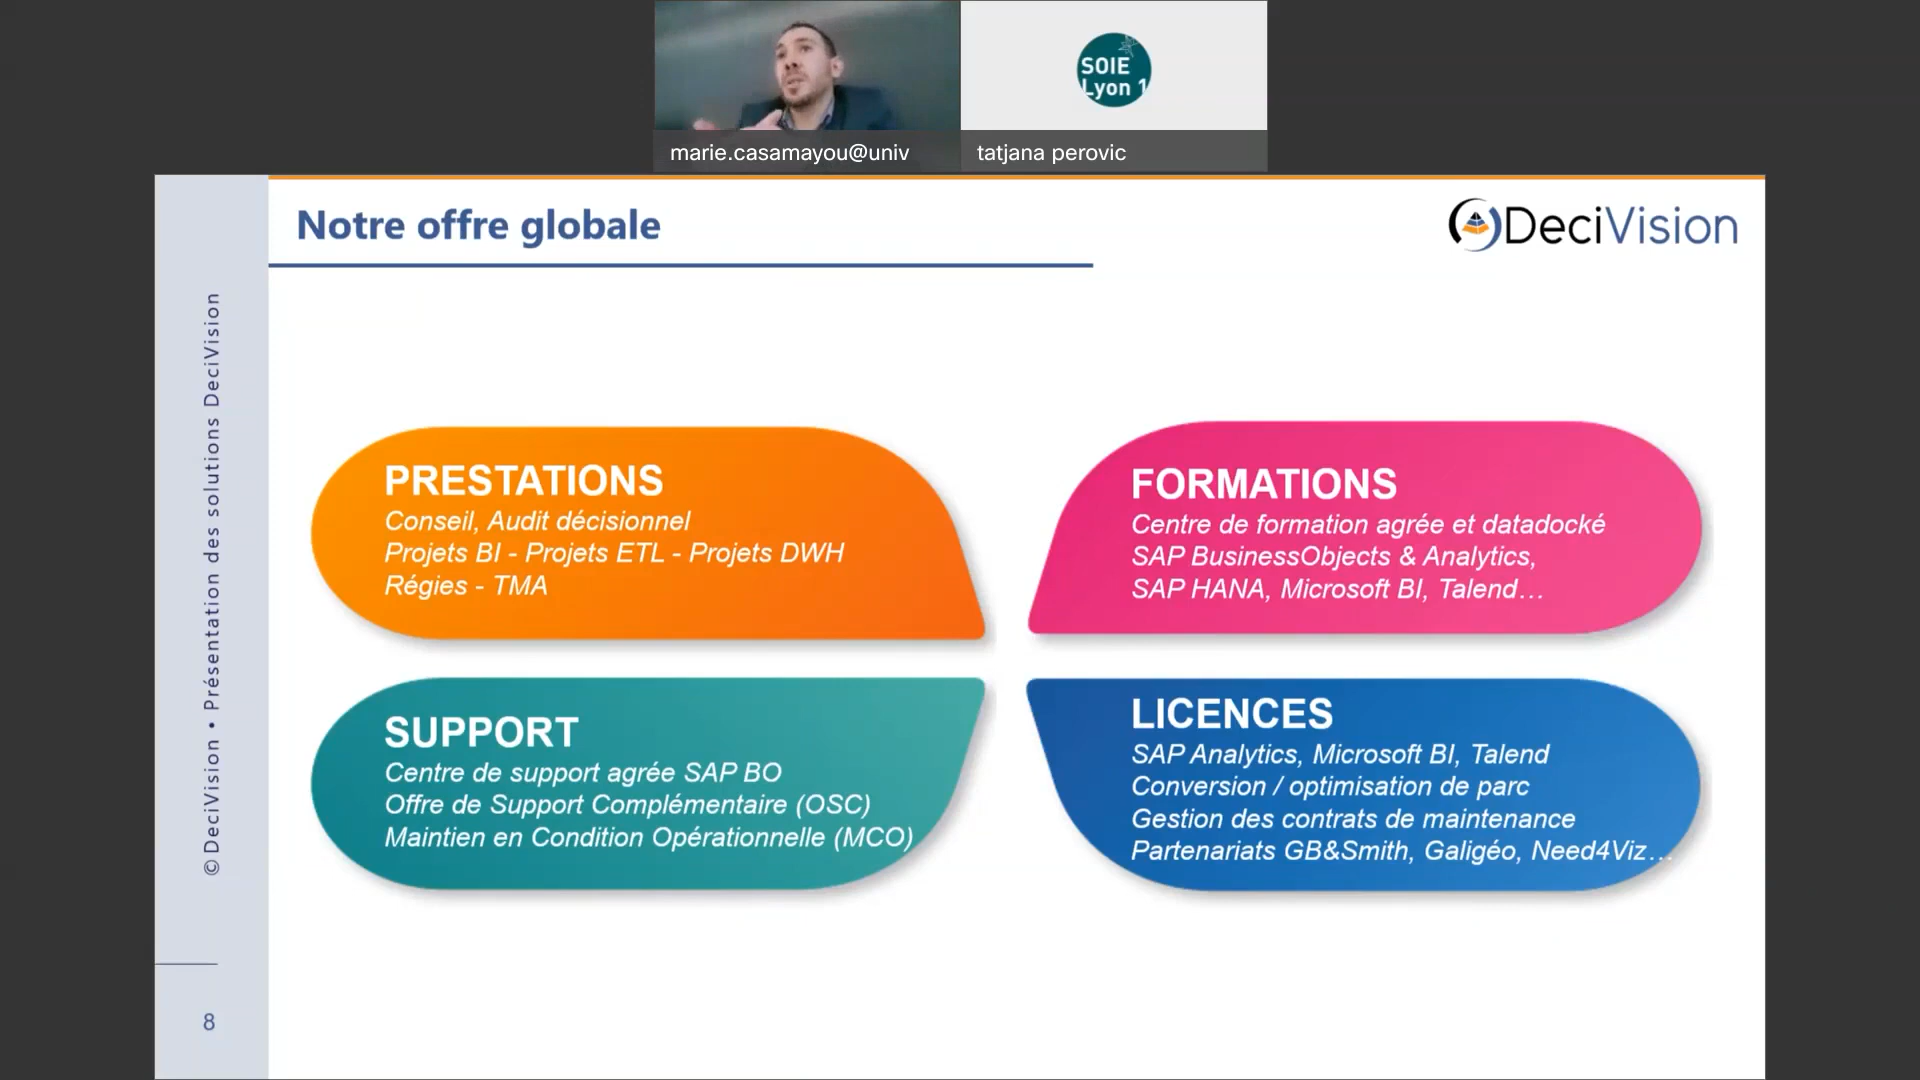 SOIE
Lyon 1
marie.casamayou@univ
tatjana perovic
Notre offre globale
DeciVision
© DeciVision • Présentation des solutions DeciVision
PRESTATIONS
Conseil, Audit décisionnel
Projets BI - Projets ETL - Projets DWH
Régies - TMA
FORMATIONS
Centre de formation agrée et datadocké
SAP BusinessObjects & Analytics,
SAP HANA, Microsoft BI, Talend…
SUPPORT
Centre de support agrée SAP BO
Offre de Support Complémentaire (OSC)
Maintien en Condition Opérationnelle (MCO)
LICENCES
SAP Analytics, Microsoft BI, Talend
Conversion / optimisation de parc
Gestion des contrats de maintenance
Partenariats GB&Smith, Galigéo, Need4Viz…
8